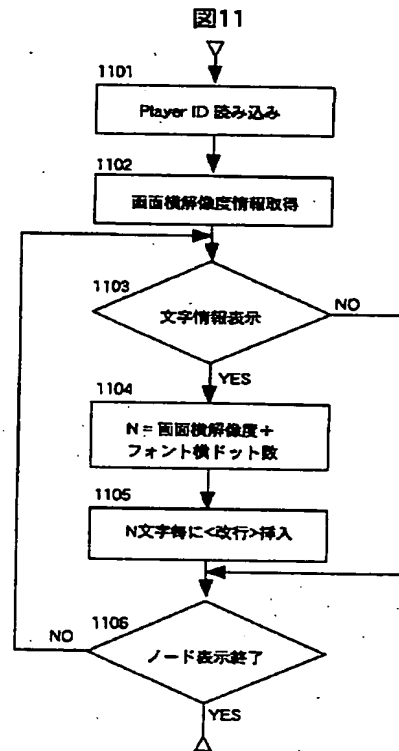 図11
1101
Player ID 読み込み
1102
画面横解像度情報取得
1103
文字情報表示
NO
YES
1104
N = 画面横解像度÷
フォント横ドット数
1105
N文字毎に<改行>挿入
1106
NO
ノード表示終了
YES